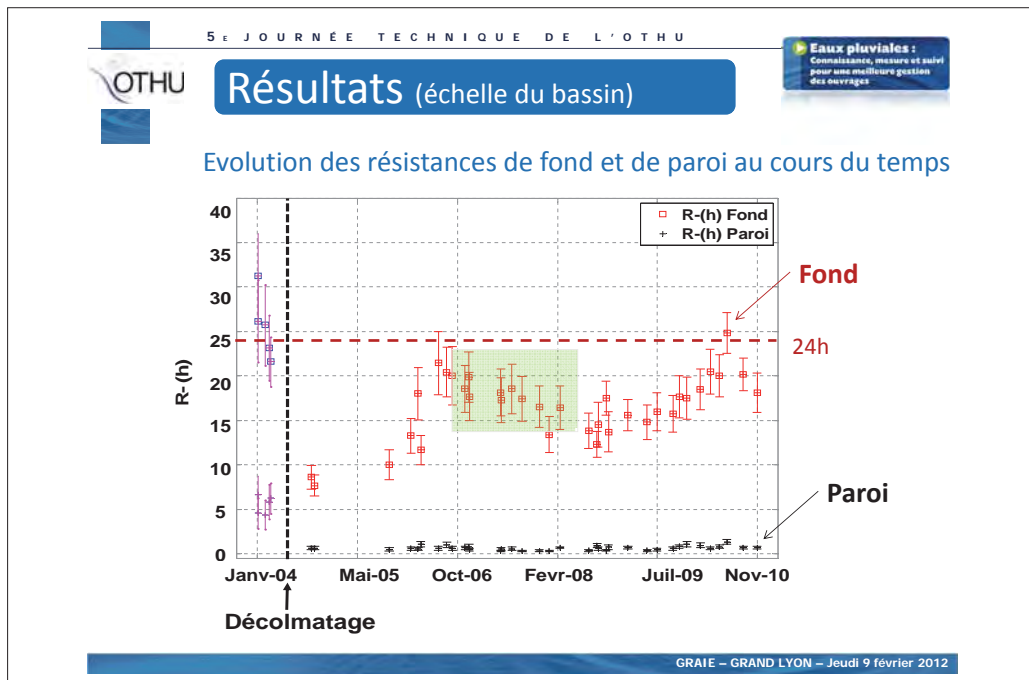 5E JOURNÉE TECHNIQUE DE L'OTHU
OTHU
Eaux pluviales :
Connaissance, mesure et suivi
pour une meilleure gestion
des ouvrages
Résultats (échelle du bassin)
Evolution des résistances de fond et de paroi au cours du temps
R-(h) Fond
R-(h) Paroi
Fond
24h
Paroi
R-(h)
40
35
30
25
20
15
10
5
0
Janv-04 Mai-05 Oct-06 Fevr-08 Juil-09 Nov-10
Décolmatage
GRAIE – GRAND LYON – Jeudi 9 février 2012